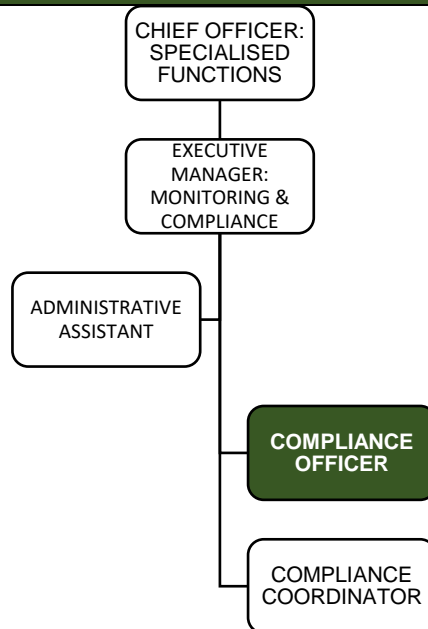 CHIEF OFFICER:
SPECIALISED
FUNCTIONS
EXECUTIVE
MANAGER:
MONITORING &
COMPLIANCE
ADMINISTRATIVE
ASSISTANT
COMPLIANCE
OFFICER
COMPLIANCE
COORDINATOR